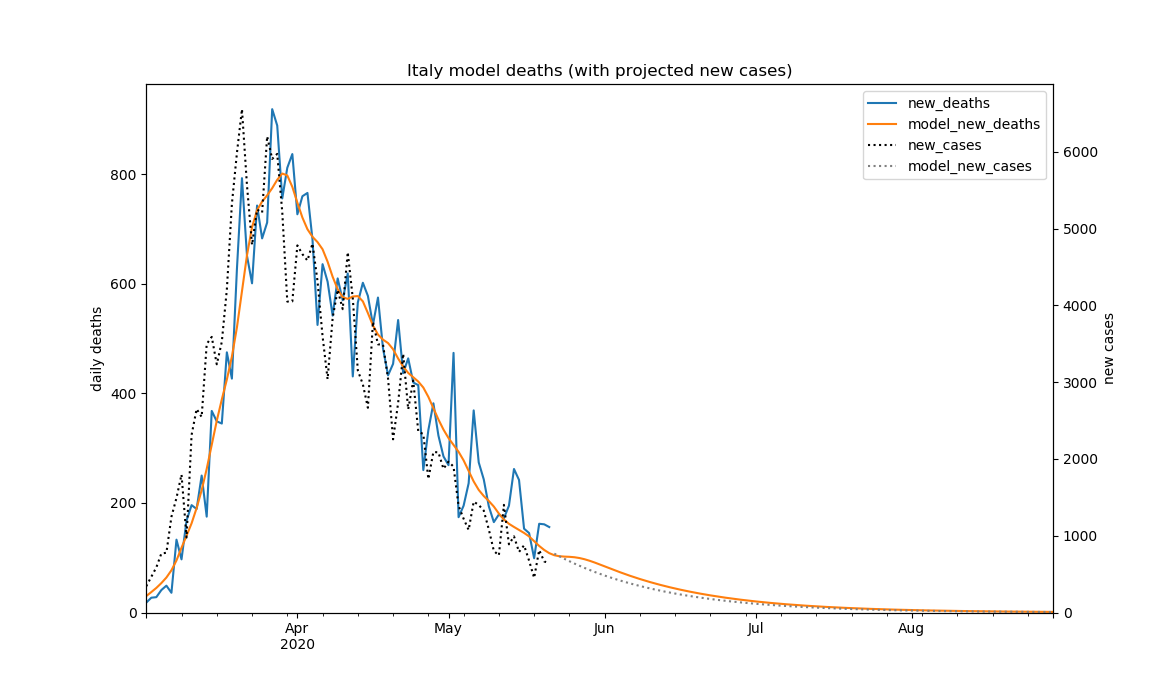 Italy model deaths (with projected new cases)
new_deaths
model_new_deaths
new_cases
model_new_cases
daily deaths
800
600
400
200
0
6000
5000
4000
3000
2000
1000
0
new cases
Apr
2020
May
Jun
Jul
Aug